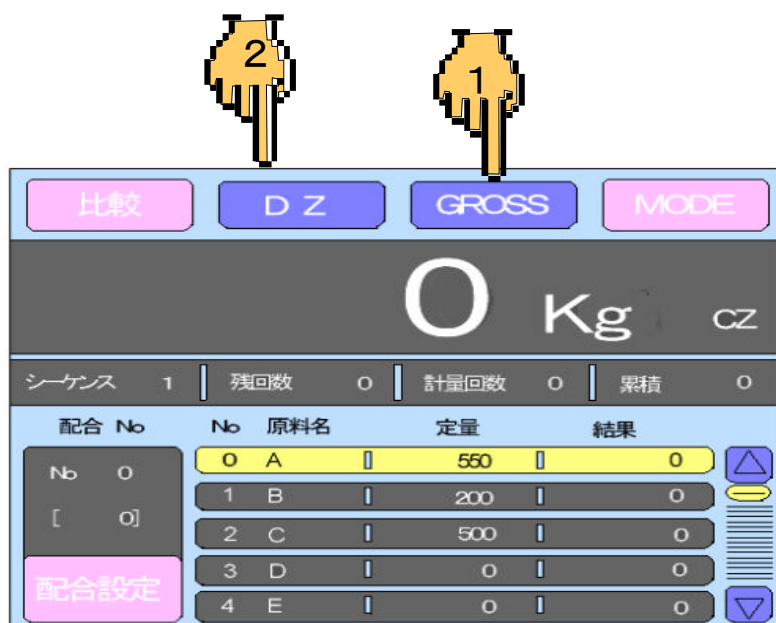 2 1
比較 D Z GROSS MODE
0 Kg CZ
シーケンス 1 残回数 0 計量回数 0 累積 0
配合 No No 原料名 定量 結果
No 0
[ 0]
配合設定
0 A 550 0
1 B 200 0
2 C 500 0
3 D 0 0
4 E 0 0